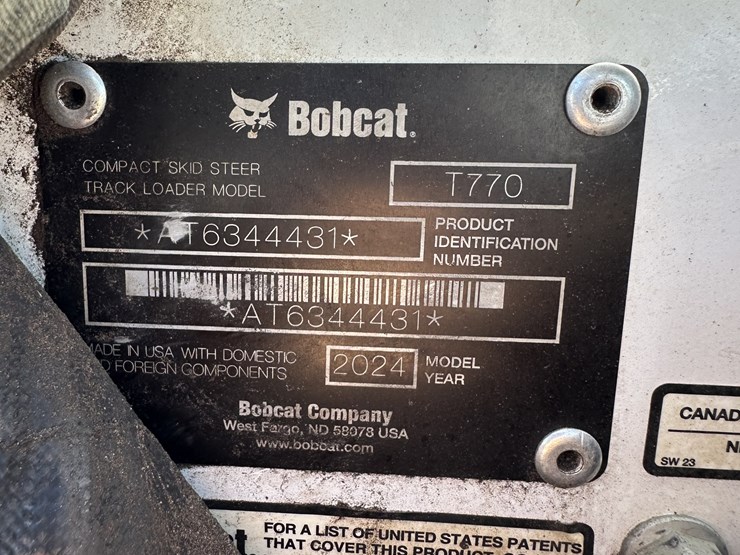 Bobcat.
COMPACT SKID STEER
TRACK LOADER MODEL
T770
*AT6344431*
PRODUCT
IDENTIFICATION
NUMBER
*AT6344431*
MADE IN USA WITH DOMESTIC
AND FOREIGN COMPONENTS
2024
MODEL
YEAR
Bobcat Company
West Fargo, ND 58078 USA
www.bobcat.com
CANAD
N
SW 23
FOR A LIST OF UNITED STATES PATENTS
THAT COVER THIS PRODUCT